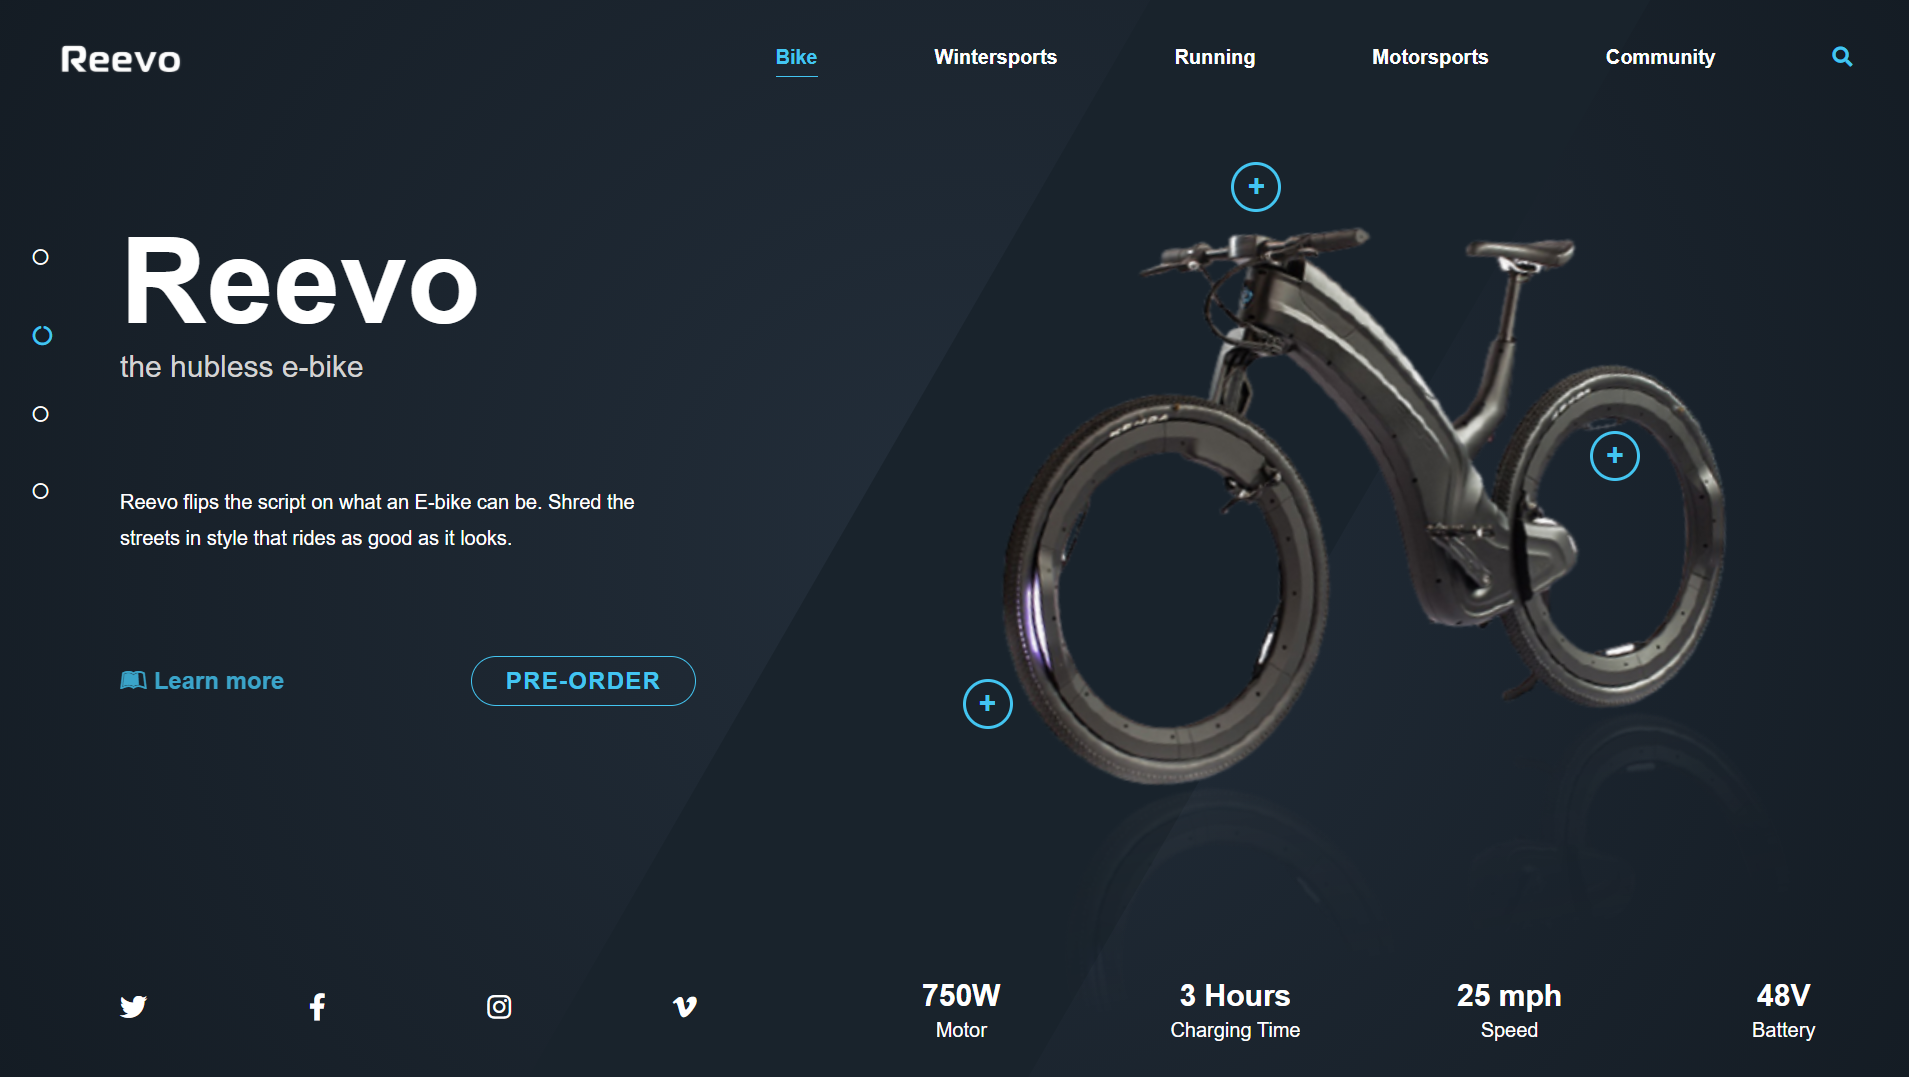 Reevo
Bike
Wintersports
Running
Motorsports
Community
Reevo
the hubless e-bike
Reevo flips the script on what an E-bike can be. Shred the
streets in style that rides as good as it looks.
Learn more
PRE-ORDER
KENDA
750W
Motor
3 Hours
Charging Time
25 mph
Speed
48V
Battery